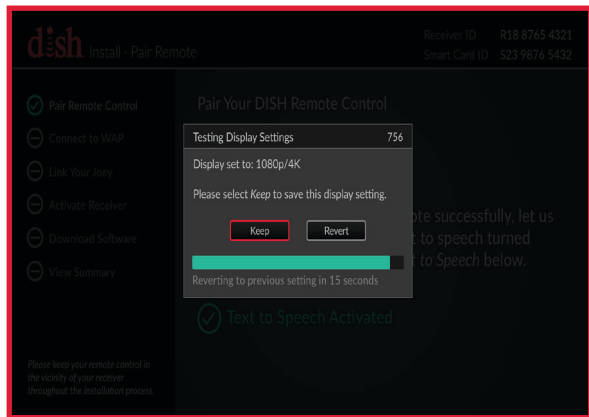 dish Install - Pair Remote
Receiver ID R18 8765 4321
Smart Card ID S23 9876 5432
Pair Remote Control
Connect to WAP
Link Your Joey
Activate Receiver
Download Software
View Summary
Please keep your remote control in
the vicinity of your receiver
throughout the installation process.
Pair Your DISH Remote Control
Testing Display Settings 756
Display set to: 1080p/4K
Please select Keep to save this display setting.
Keep Revert
Reverting to previous setting in 15 seconds
ote successfully, let us
t to speech turned
t to Speech below.
Text to Speech Activated